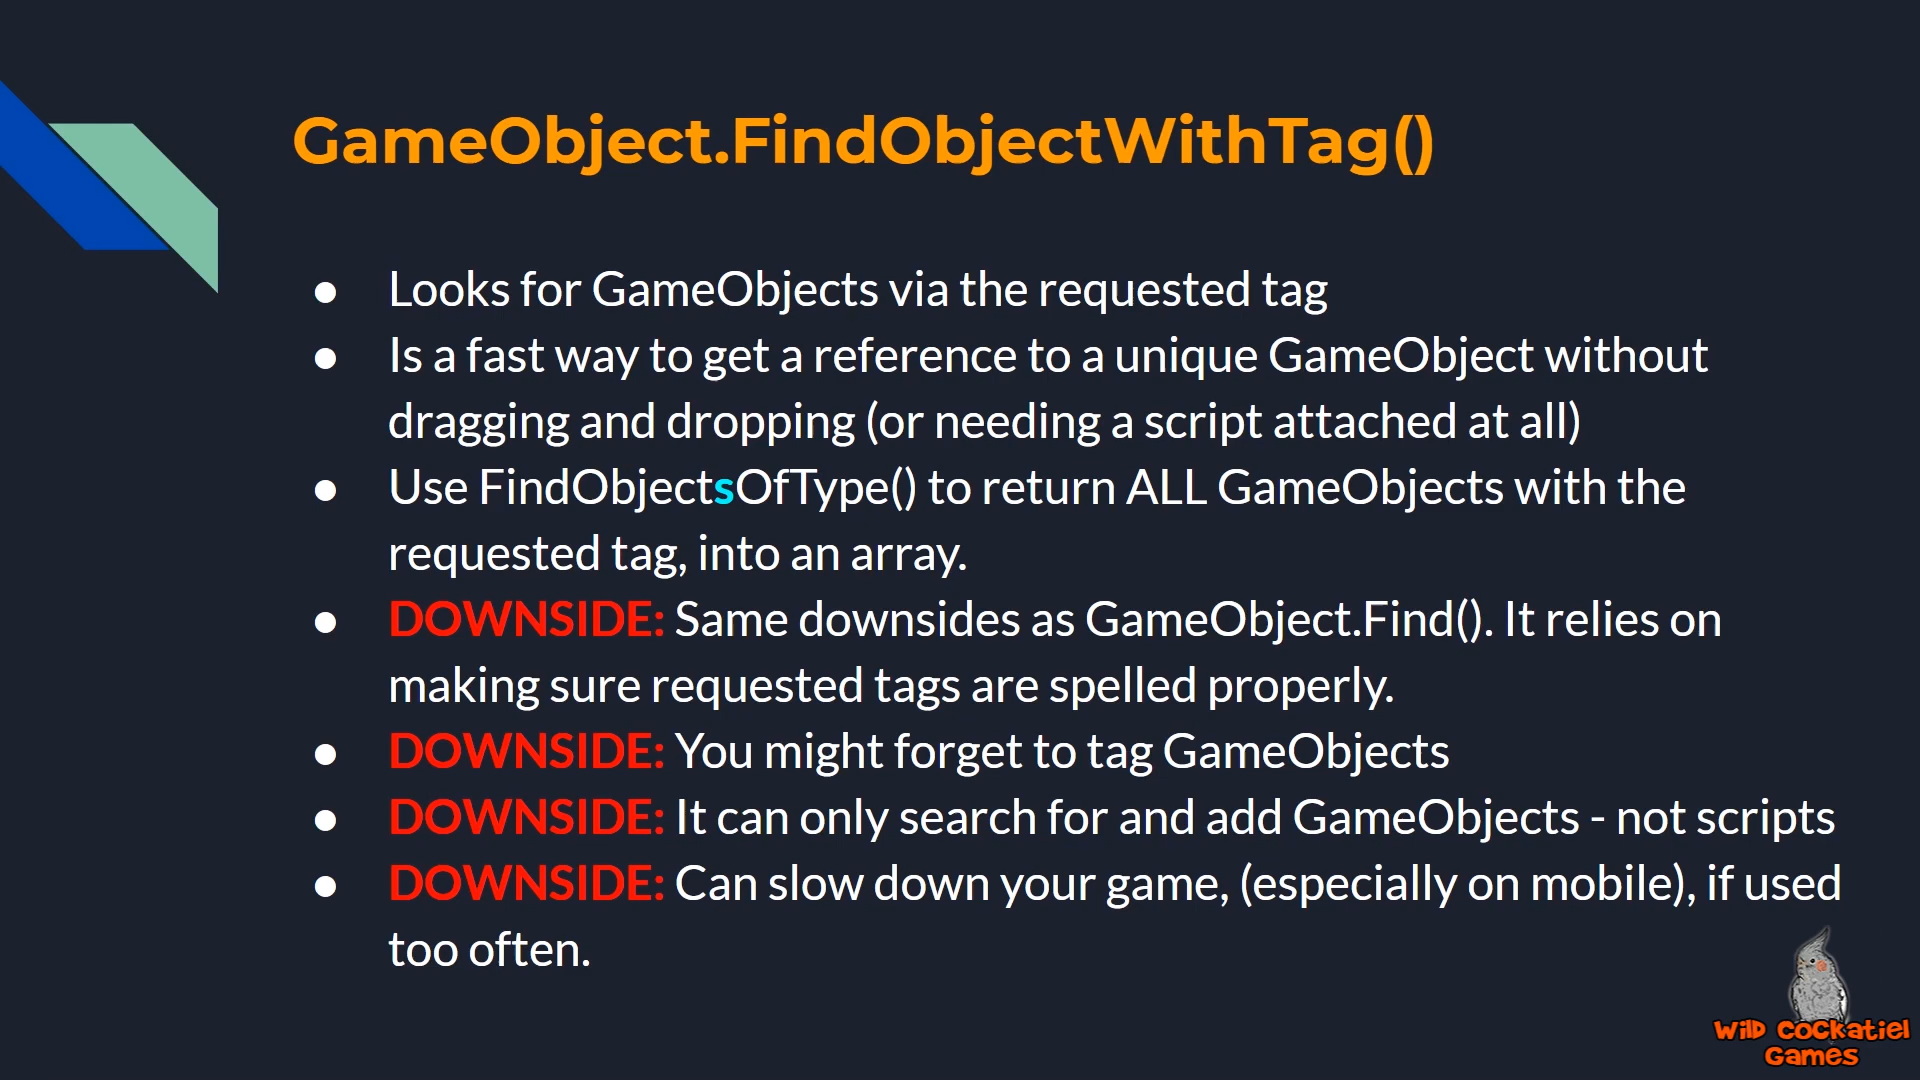 GameObject.FindObjectWithTag()
● Looks for GameObjects via the requested tag
● Is a fast way to get a reference to a unique GameObject without
dragging and dropping (or needing a script attached at all)
● Use FindObjectsOfType() to return ALL GameObjects with the
requested tag, into an array.
● DOWNSIDE: Same downsides as GameObject.Find(). It relies on
making sure requested tags are spelled properly.
● DOWNSIDE: You might forget to tag GameObjects
● DOWNSIDE: It can only search for and add GameObjects - not scripts
● DOWNSIDE: Can slow down your game, (especially on mobile), if used
too often.
Wild Cockatiel
Games